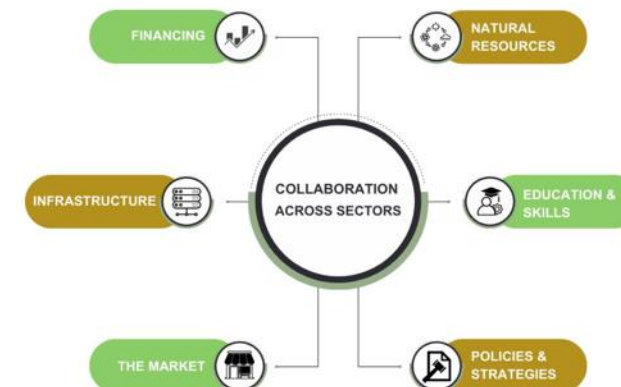 FINANCING
NATURAL
RESOURCES
INFRASTRUCTURE
COLLABORATION
ACROSS SECTORS
EDUCATION &
SKILLS
THE MARKET
POLICIES &
STRATEGIES